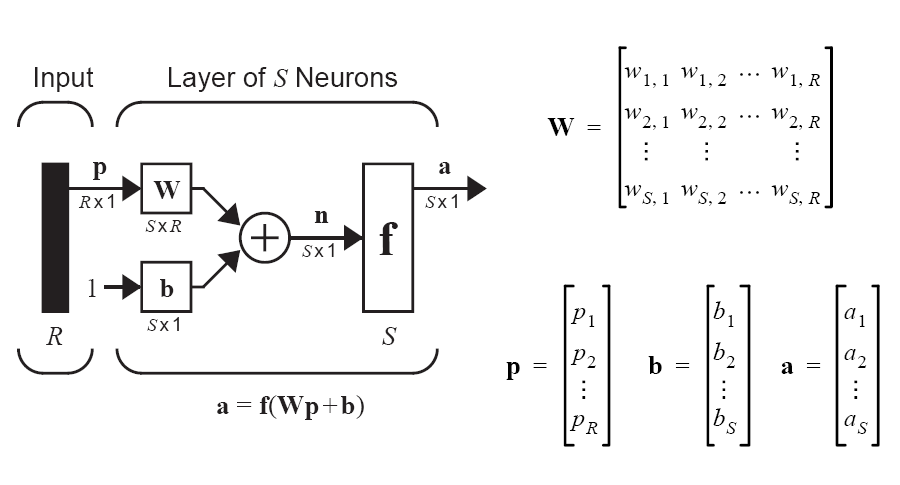 Input
Layer of S Neurons
p
R x 1
W
S x R
1
b
S x 1
+
n
S x 1
f
a
S x 1
R
S
a = f(Wp+b)
W =
w1, 1 w1, 2 ⋯ w1, R
w2, 1 w2, 2 ⋯ w2, R
⋮ ⋮ ⋮
wS, 1 wS, 2 ⋯ wS, R
p =
p1
p2
⋮
pR
b =
b1
b2
⋮
bS
a =
a1
a2
⋮
aS